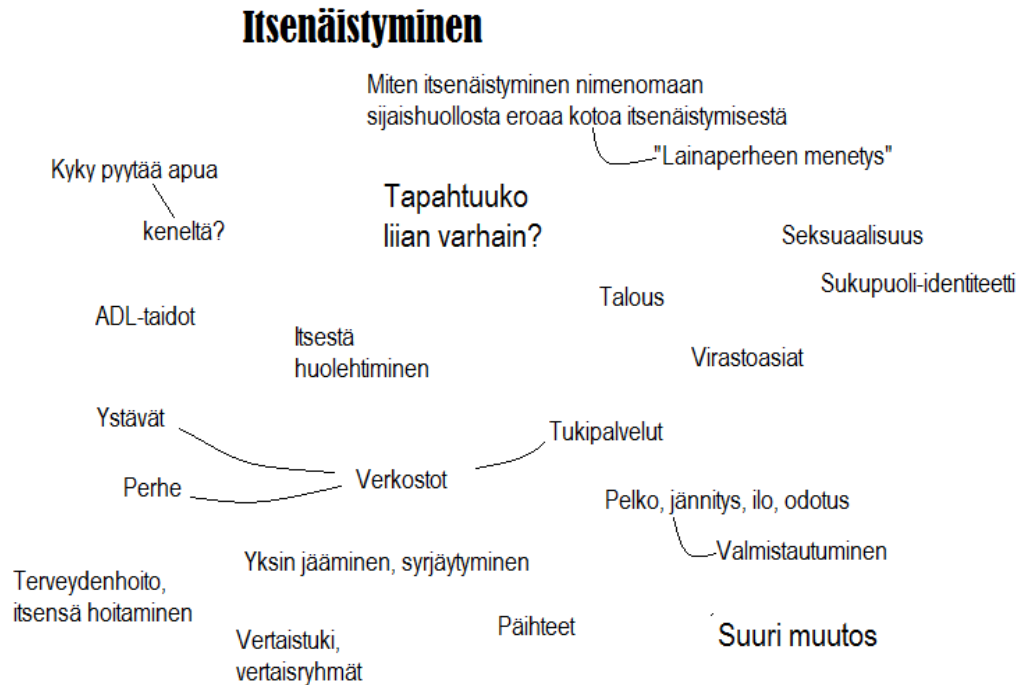 Itsenäistyminen
Miten itsenäistyminen nimenomaan
sijaishuollosta eroaa kotoa itsenäistymisestä
"Lainaperheen menetys"
Kyky pyytää apua
keneltä?
Tapahtuuko
liian varhain?
Seksuaalisuus
Sukupuoli-identiteetti
Talous
ADL-taidot
Itsestä
huolehtiminen
Virastoasiat
Ystävät
Tukipalvelut
Perhe
Verkostot
Pelko, jännitys, ilo, odotus
Valmistautuminen
Yksin jääminen, syrjäytyminen
Terveydenhoito,
itsensä hoitaminen
Päihteet
Suuri muutos
Vertaistuki,
vertaisryhmät